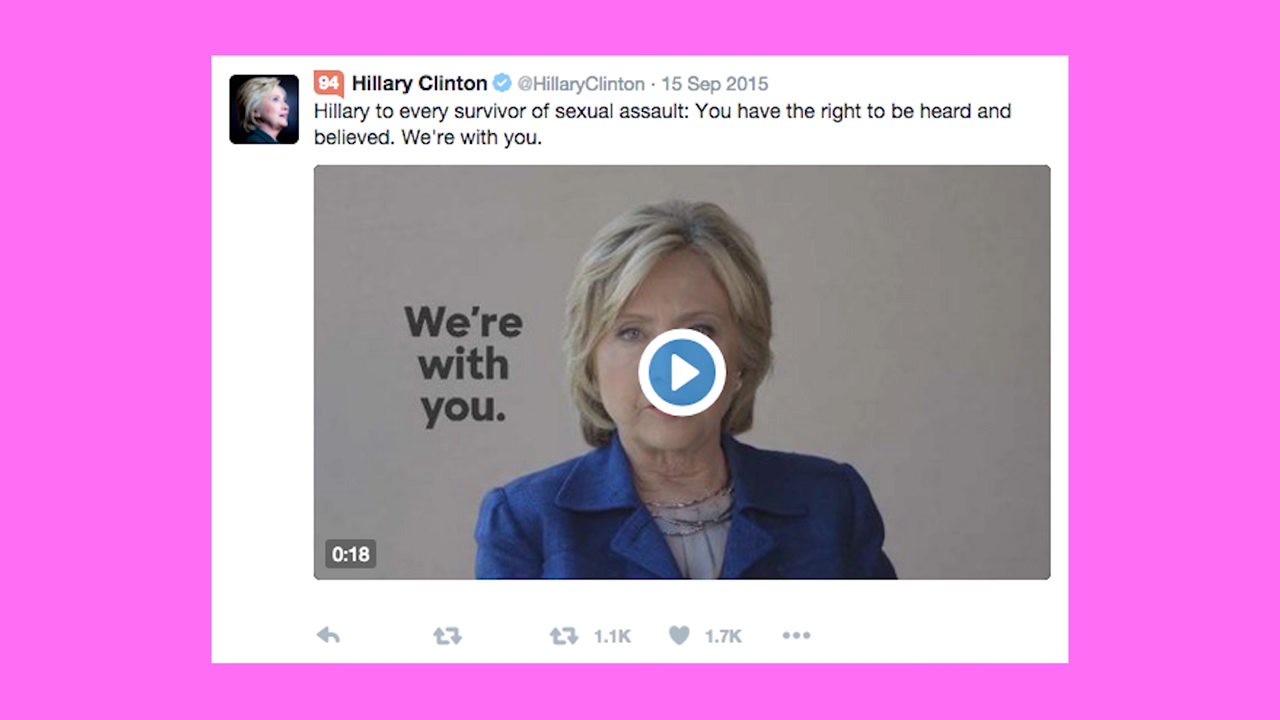 94 Hillary Clinton @HillaryClinton · 15 Sep 2015
Hillary to every survivor of sexual assault: You have the right to be heard and
believed. We're with you.
We're
with
you.
0:18
1.1K 1.7K